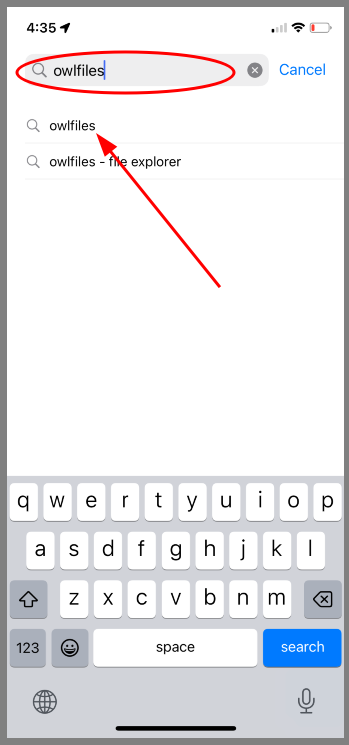 4:35
owlfiles
Cancel
owlfiles
owlfiles - file explorer
q w e r t y u i o p
a s d f g h j k l
z x c v b n m
123 space search